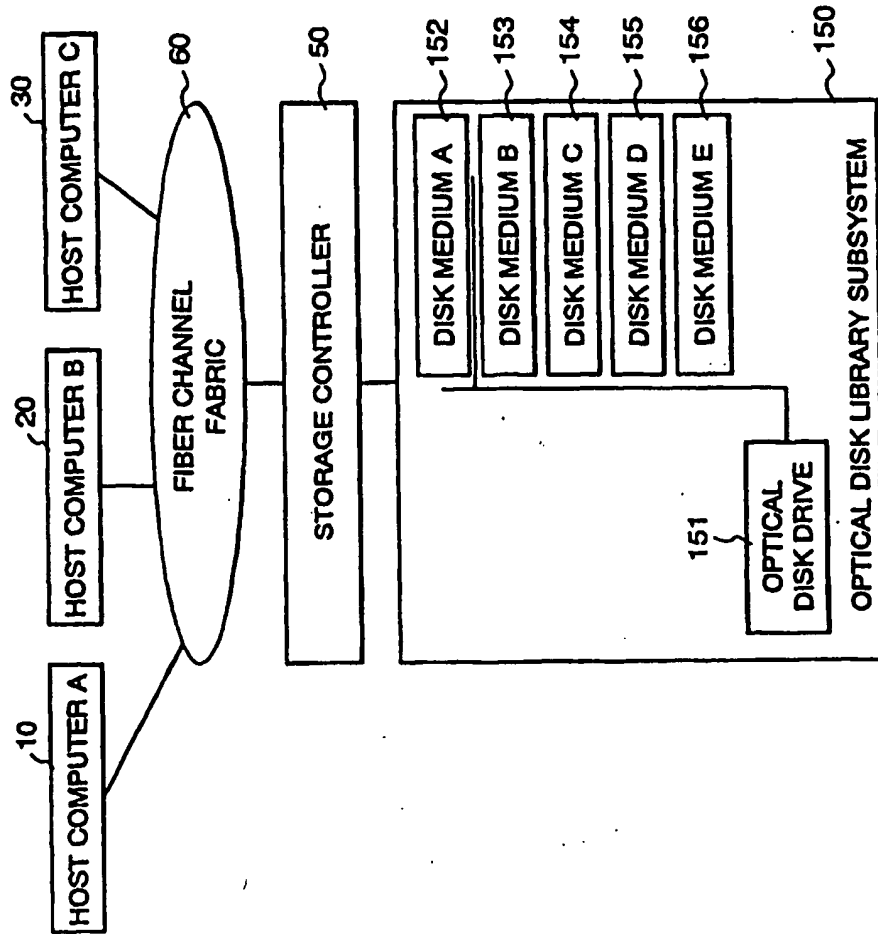 10
HOST COMPUTER A
20
HOST COMPUTER B
30
HOST COMPUTER C
60
FIBER CHANNEL
FABRIC
50
STORAGE CONTROLLER
152
DISK MEDIUM A
153
DISK MEDIUM B
154
DISK MEDIUM C
155
DISK MEDIUM D
156
DISK MEDIUM E
151
OPTICAL
DISK DRIVE
OPTICAL DISK LIBRARY SUBSYSTEM
150